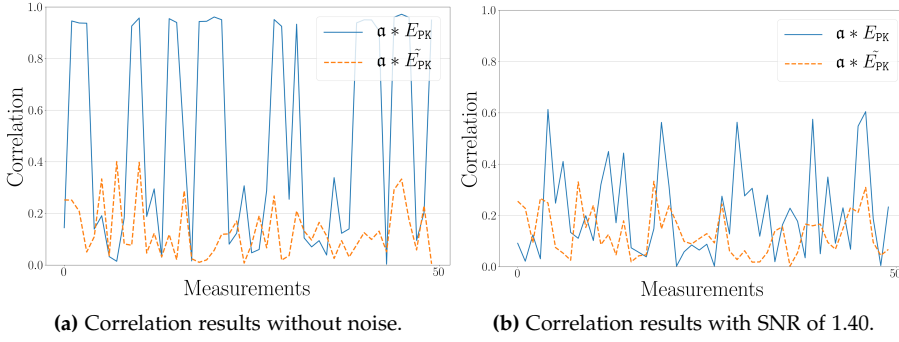 1.0
0.8
0.6
0.4
0.2
0.0
0
50
Correlation
Measurements
𝔞 ∗ E_PK
𝔞 ∗ Ẽ_PK
(a) Correlation results without noise.
1.0
0.8
0.6
0.4
0.2
0.0
0
50
Correlation
Measurements
𝔞 ∗ E_PK
𝔞 ∗ Ẽ_PK
(b) Correlation results with SNR of 1.40.